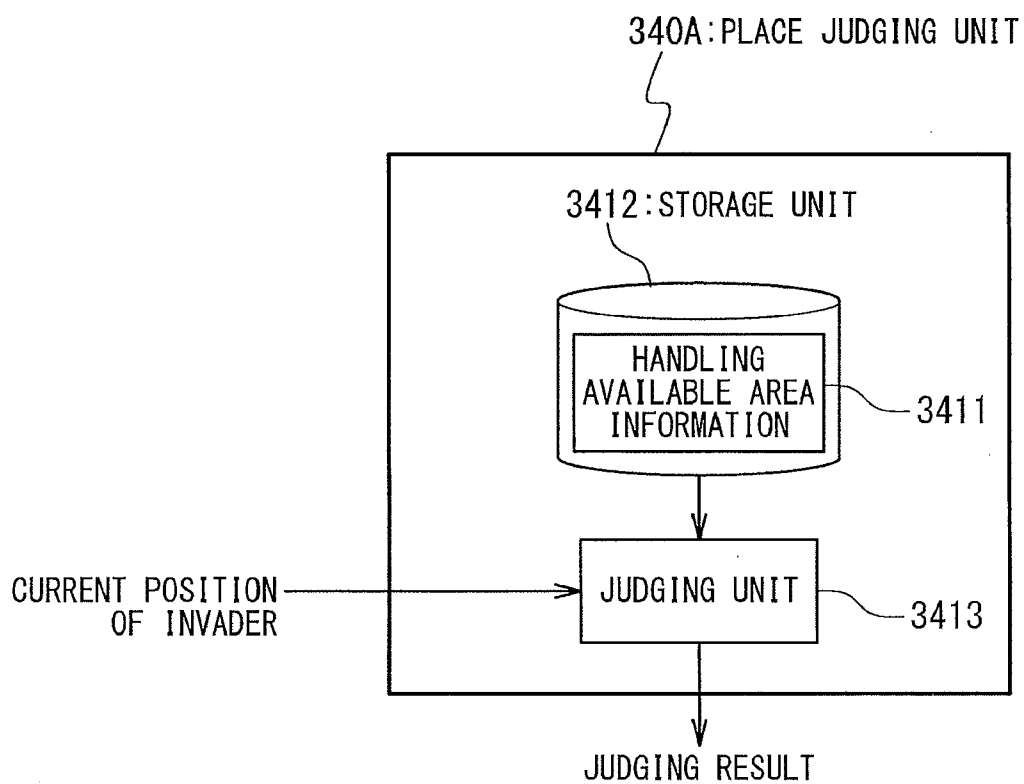 340A:PLACE JUDGING UNIT
3412:STORAGE UNIT
HANDLING
AVAILABLE AREA
INFORMATION
3411
CURRENT POSITION
OF INVADER
JUDGING UNIT
3413
JUDGING RESULT